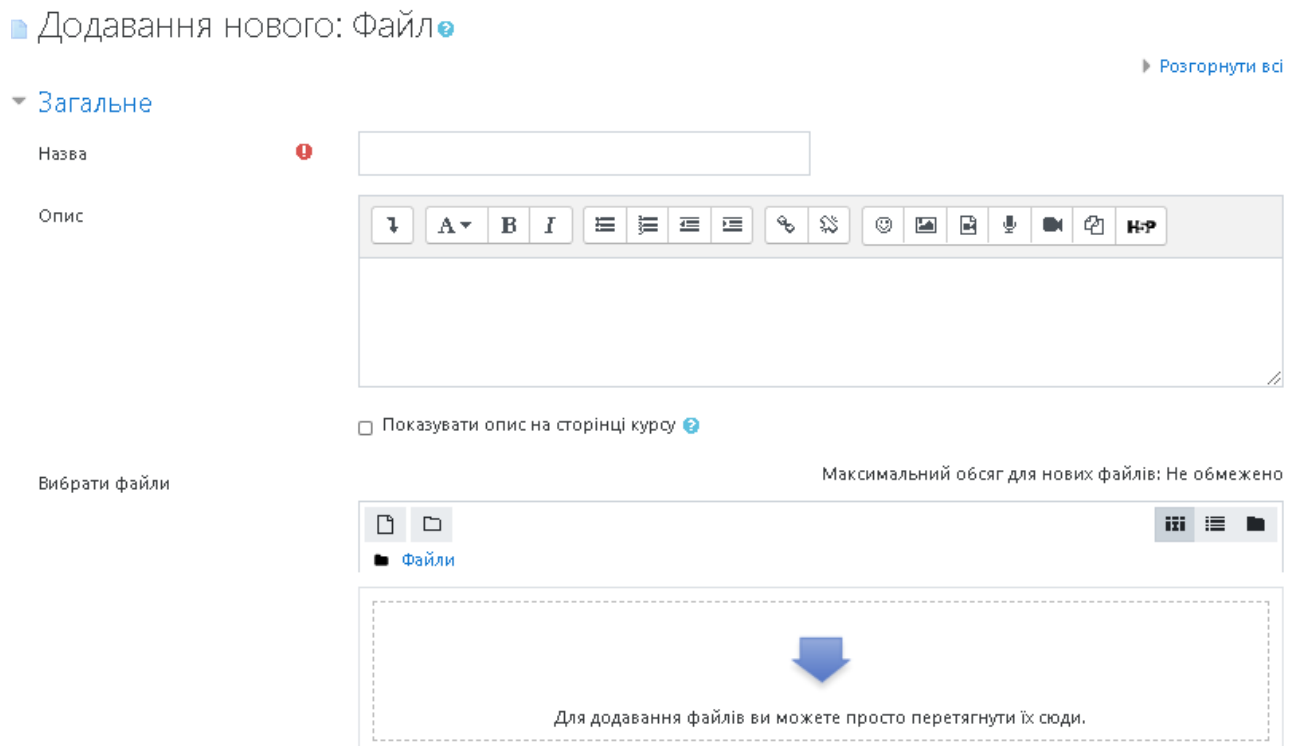 Додавання нового: Файл
Розгорнути всі
Загальне
Назва
Опис
A B I H5P
Показувати опис на сторінці курсу
Вибрати файли
Максимальний обсяг для нових файлів: Не обмежено
Файли
Для додавання файлів ви можете просто перетягнути їх сюди.